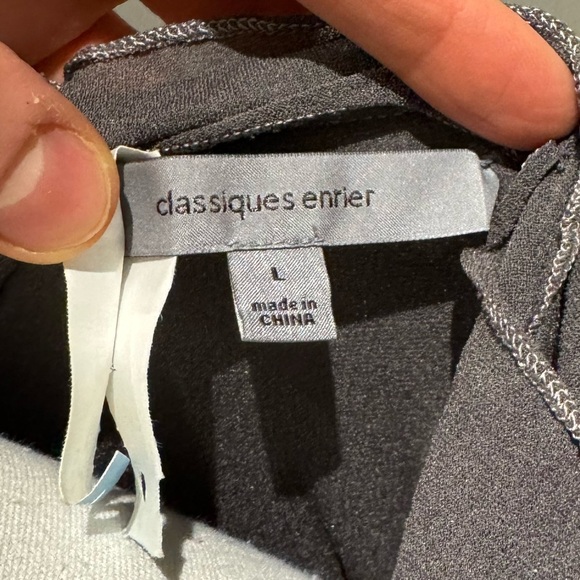 classiques enrier
L
made in
CHINA